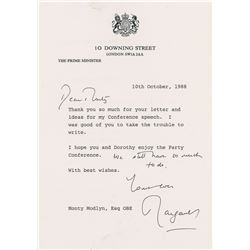 10 DOWNING STREET
LONDON SW1A 2AA
THE PRIME MINISTER
10th October, 1988
Dear Monty
Thank you so much for your letter and
ideas for my Conference speech. I
was good of you to take the trouble to
write.
I hope you and Dorothy enjoy the Party
Conference. We still have so much
to do.
With best wishes.
Yours ever
Margaret
Monty Modlyn, Esq OBE